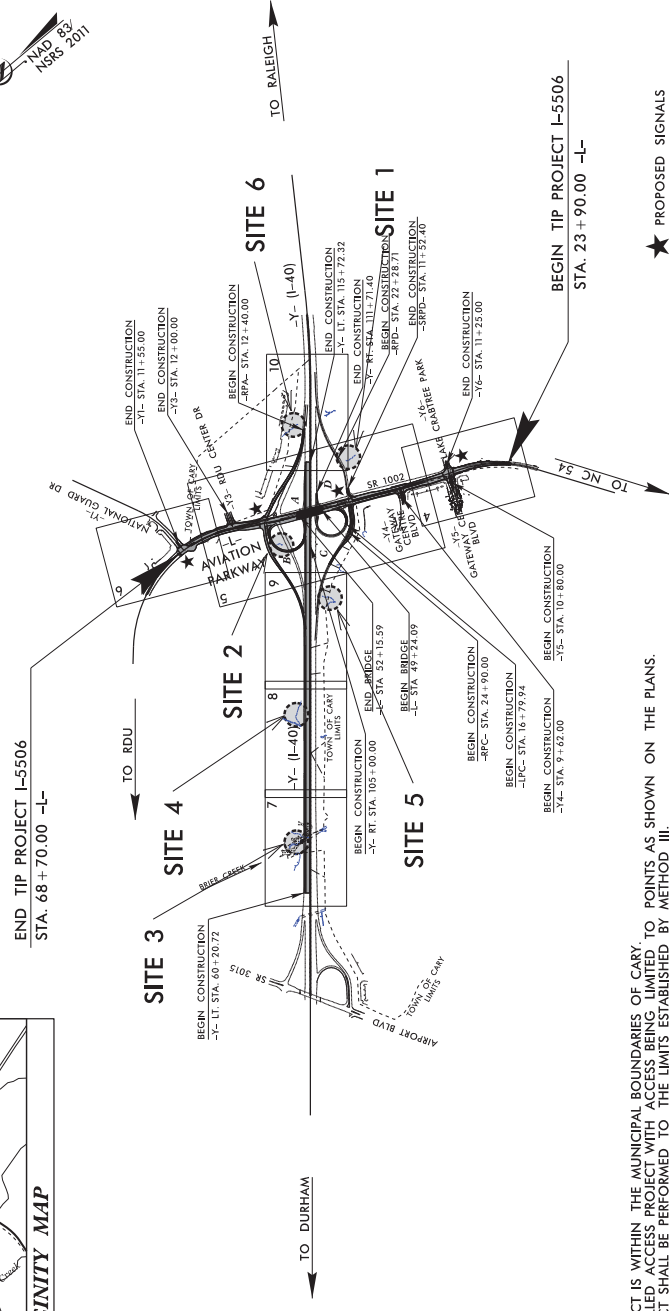 NAD 83/
NSRS 2011
TO RALEIGH
END TIP PROJECT I-5506
STA. 68+70.00 -L-
TO RDU
END CONSTRUCTION
-Y1- STA. 11+55.00
END CONSTRUCTION
-Y3- STA. 12+00.00
BEGIN CONSTRUCTION
-RPA- STA. 12+40.00
SITE 6
-Y- (I-40)
END CONSTRUCTION
-Y- LT. STA. 115+72.32
END CONSTRUCTION
-Y- RT. STA. 111+71.40
BEGIN CONSTRUCTION
-RPD- STA. 22+28.71
SITE 1
END CONSTRUCTION
-SRPD- STA. 11+52.40
END CONSTRUCTION
-Y6- STA. 11+25.00
BEGIN TIP PROJECT I-5506
STA. 23+90.00 -L-
PROPOSED SIGNALS
-Y1-
NATIONAL GUARD DR
TOWN OF CARY
LIMITS
-Y3-
RDU CENTER DR
-L-
AVIATION
PARKWAY
6
5
10
9
8
7
4
A
B
C
D
SR 1002
-Y4-
GATEWAY
CENTRE
BLVD
-Y6-
LAKE CRABTREE PARK
-Y5-
GATEWAY
BLVD
TO NC 54
SITE 2
SITE 4
SITE 3
BRIER CREEK
-Y- (I-40)
TOWN OF CARY
LIMITS
BEGIN CONSTRUCTION
-Y- LT. STA. 60+20.72
SR 3015
AIRPORT BLVD
TOWN OF CARY
LIMITS
BEGIN CONSTRUCTION
-Y- RT. STA. 105+00.00
SITE 5
END BRIDGE
-L- STA 52+15.59
BEGIN BRIDGE
-L- STA 49+24.09
BEGIN CONSTRUCTION
-RPC- STA. 24+90.00
BEGIN CONSTRUCTION
-LPC- STA. 16+79.94
BEGIN CONSTRUCTION
-Y4- STA. 9+62.00
BEGIN CONSTRUCTION
-Y5- STA. 10+80.00
TO DURHAM
Creek
INITY MAP
CT IS WITHIN THE MUNICIPAL BOUNDARIES OF CARY.
LED ACCESS PROJECT WITH ACCESS BEING LIMITED TO POINTS AS SHOWN ON THE PLANS.
CT SHALL BE PERFORMED TO THE LIMITS ESTABLISHED BY METHOD III.